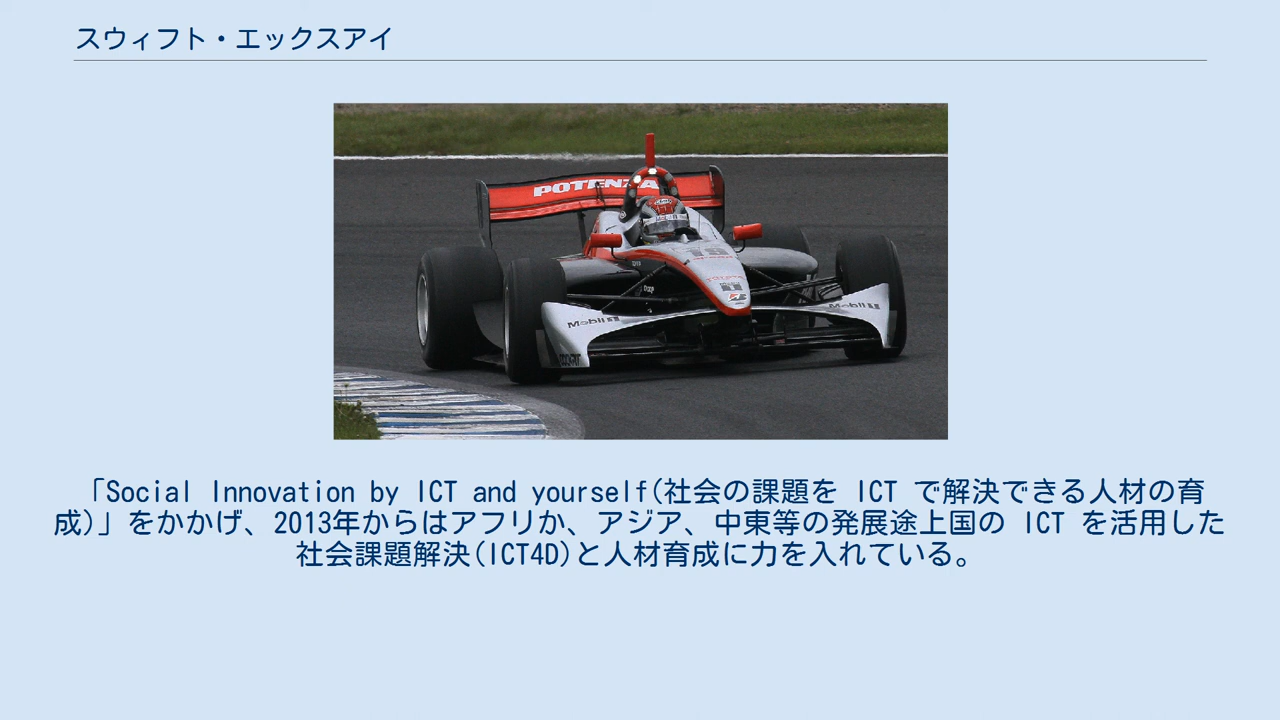 スウィフト・エックスアイ
POTENZA
19
Mobil 1
Mobil 1
「Social Innovation by ICT and yourself(社会の課題を ICT で解決できる人材の育
成)」をかかげ、2013年からはアフリか、アジア、中東等の発展途上国の ICT を活用した
社会課題解決(ICT4D)と人材育成に力を入れている。